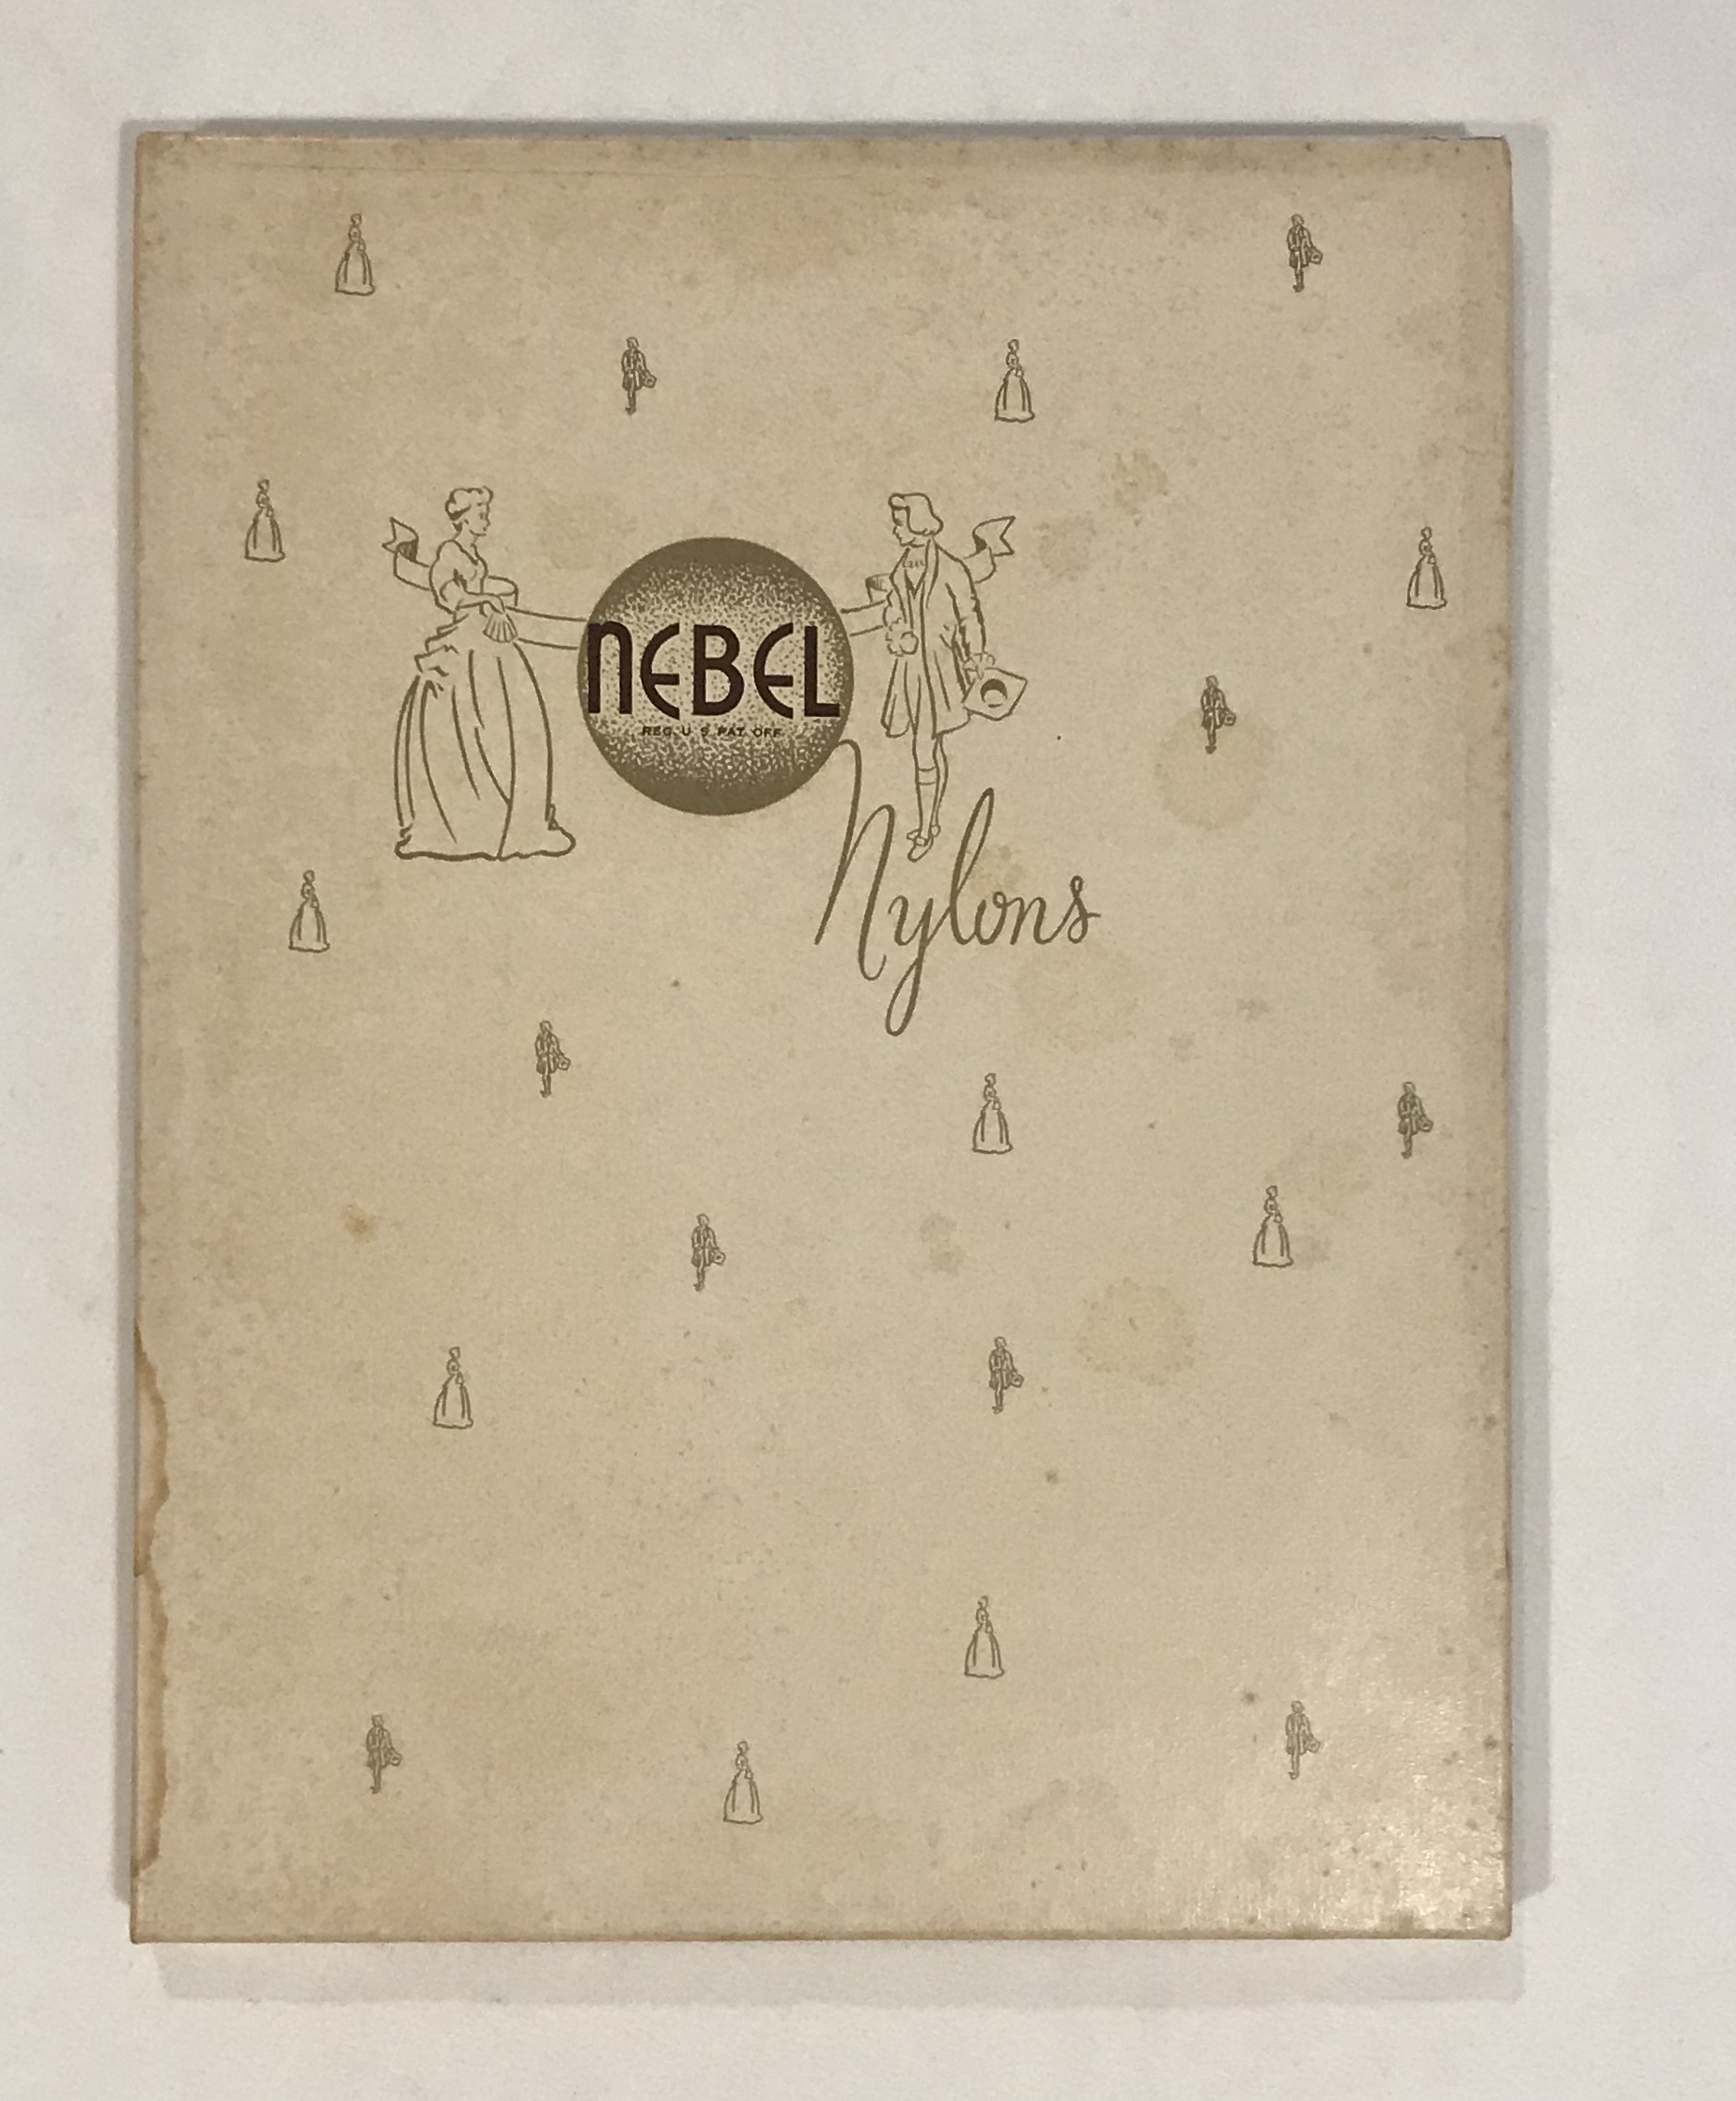 NEBEL
REG. U. S. PAT. OFF.
Nylons